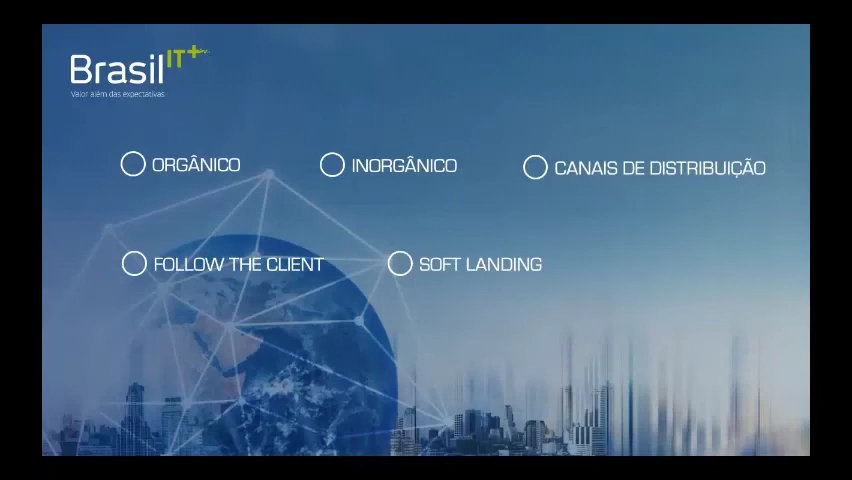 Brasil IT+
Valor além das expectativas
ORGÂNICO
INORGÂNICO
CANAIS DE DISTRIBUIÇÃO
FOLLOW THE CLIENT
SOFT LANDING